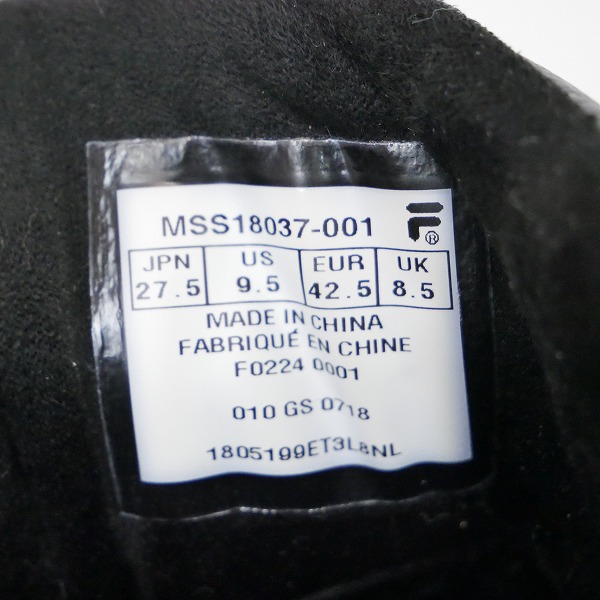 MSS18037-001 F®
JPN US EUR UK
27.5 9.5 42.5 8.5
MADE IN CHINA
FABRIQUÉ EN CHINE
F0224 0001
010 GS 0718
1805199ET3L8NL